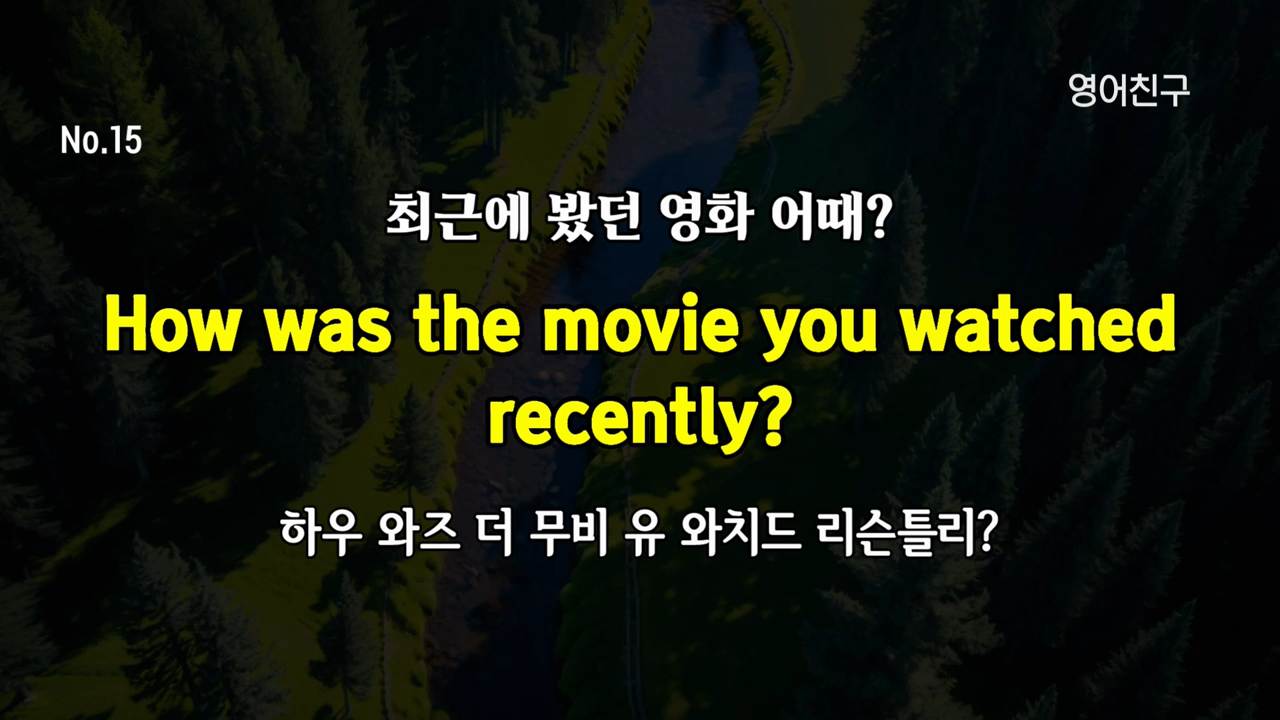 영어친구
No.15
최근에 봤던 영화 어때?
How was the movie you watched
recently?
하우 와즈 더 무비 유 와치드 리슨틀리?